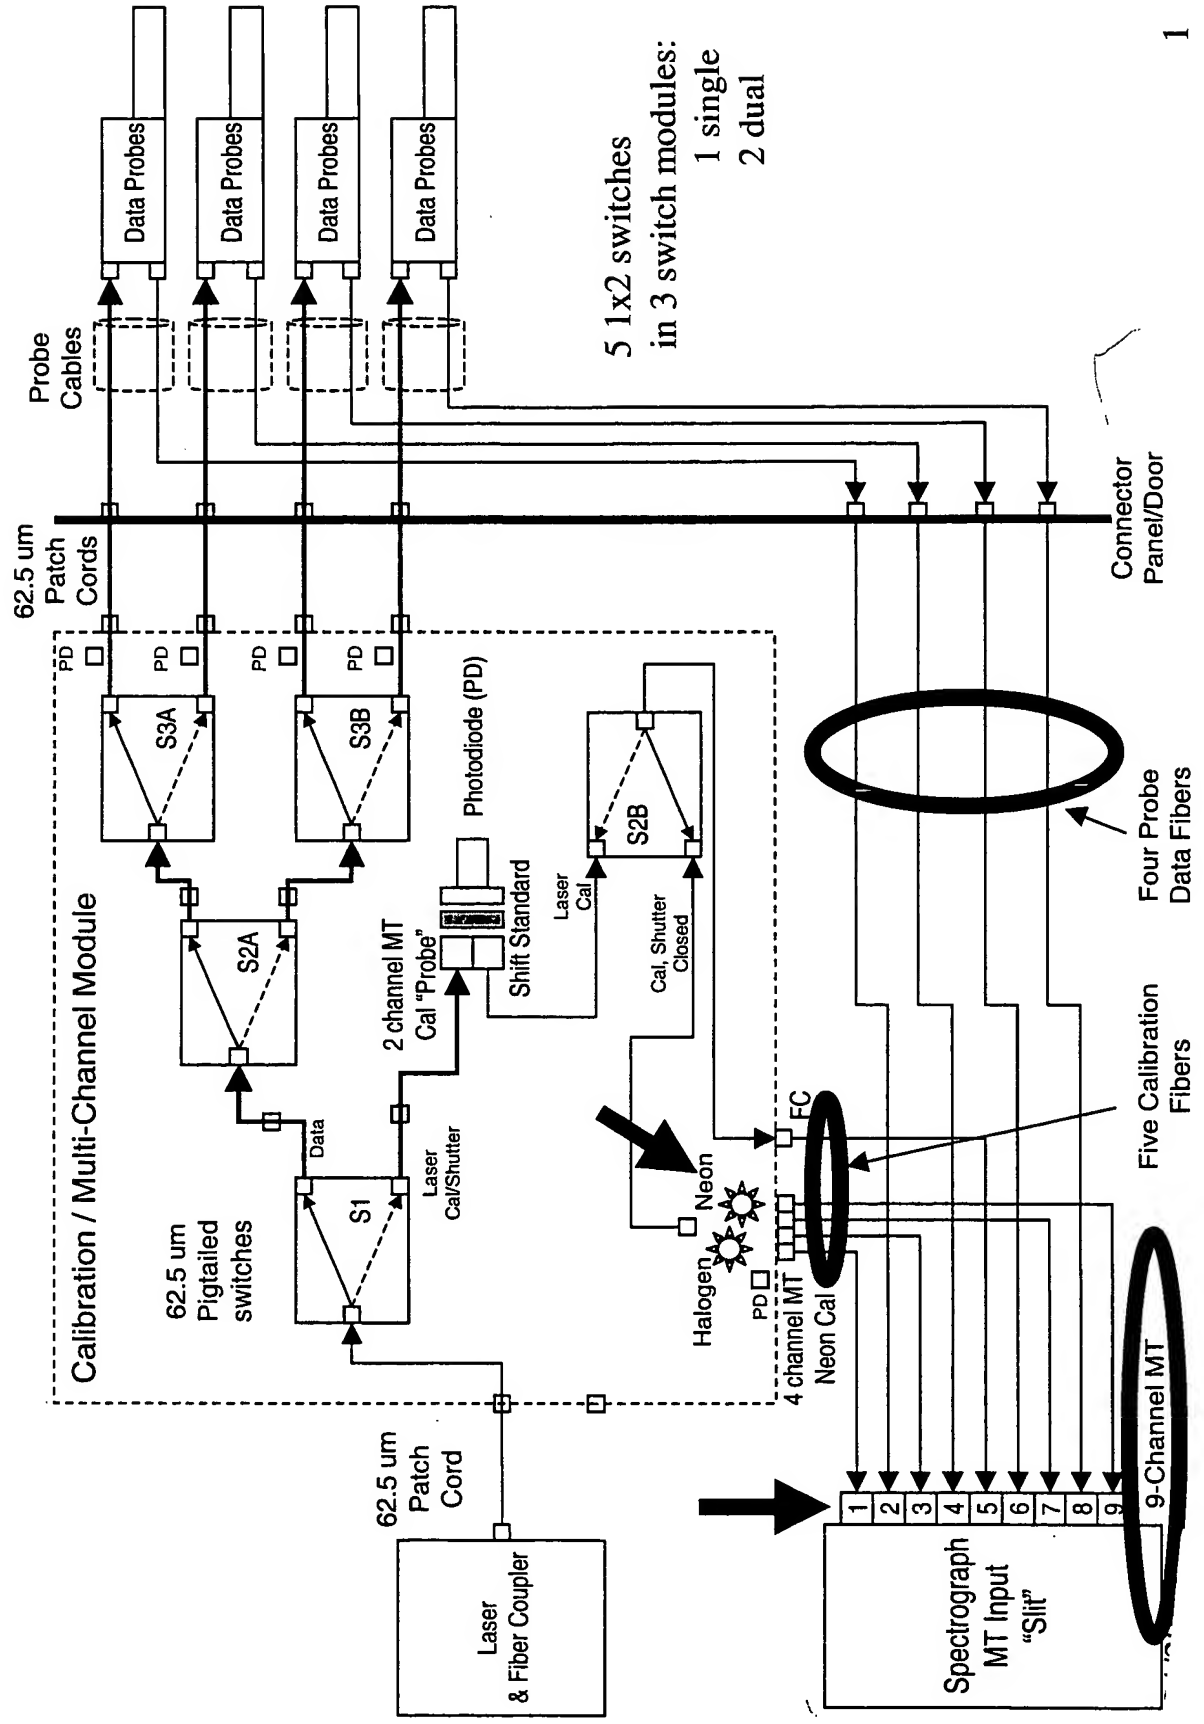 Calibration / Multi-Channel Module
62.5 um
Patch
Cords
Probe
Cables
Data Probes
Data Probes
Data Probes
Data Probes
PD
PD
PD
PD
S3A
S3B
S2A
62.5 um
Pigtailed
switches
Data
S1
Laser
Cal/Shutter
2 channel MT
Cal "Probe"
Shift Standard
Photodiode (PD)
Laser
Cal
S2B
Cal, Shutter
Closed
5 1x2 switches
in 3 switch modules:
1 single
2 dual
62.5 um
Patch
Cord
Laser
& Fiber Coupler
Halogen
Neon
PD
4 channel MT
Neon Cal
FC
Connector
Panel/Door
Four Probe
Data Fibers
Five Calibration
Fibers
Spectrograph
MT Input
"Slit"
1
2
3
4
5
6
7
8
9
9-Channel MT
1